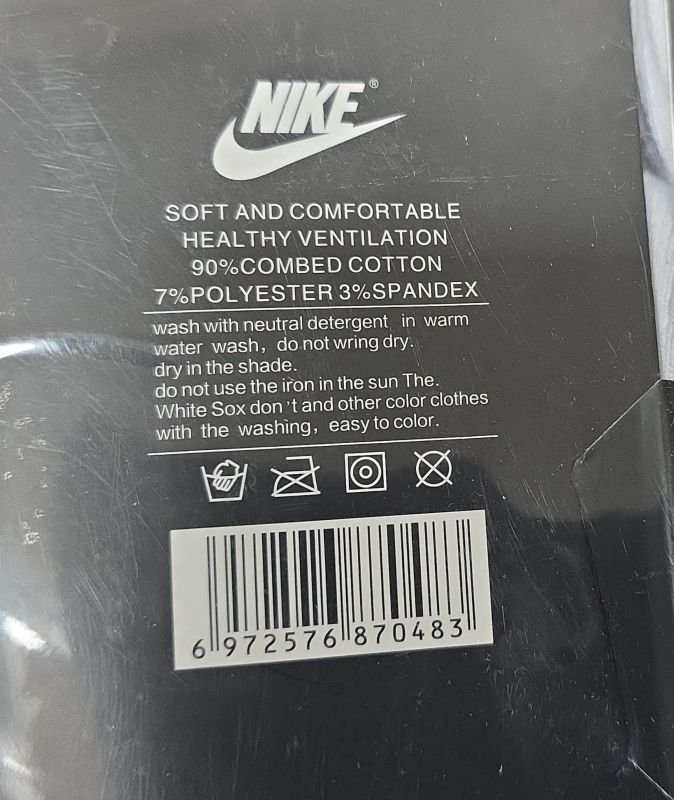 NIKE®
SOFT AND COMFORTABLE
HEALTHY VENTILATION
90%COMBED COTTON
7%POLYESTER 3%SPANDEX
wash with neutral detergent in warm
water wash, do not wring dry.
dry in the shade.
do not use the iron in the sun The.
White Sox don't and other color clothes
with the washing, easy to color.
6 972576 870483